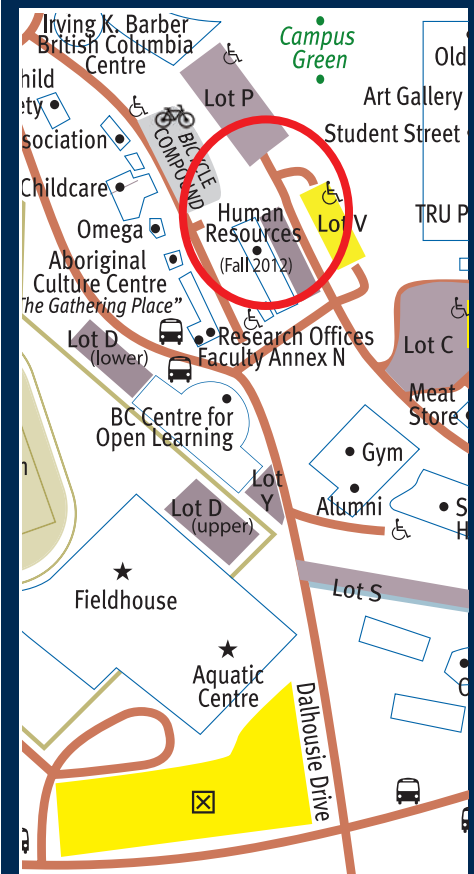 Irving K. Barber
British Columbia
Centre
Campus
Green
Old
Art Gallery
Student Street
Lot P
BICYCLE
COMPOUND
hild
ety
sociation
Childcare
Omega
Aboriginal
Culture Centre
The Gathering Place”
Human
Resources
(Fall 2012)
Lot V
TRU P
Lot D
(lower)
Research Offices
Faculty Annex N
Lot C
Meat
Store
BC Centre for
Open Learning
Gym
Alumni
S
H
Lot
Y
Lot D
(upper)
Lot S
Fieldhouse
Aquatic
Centre
Dalhousie Drive